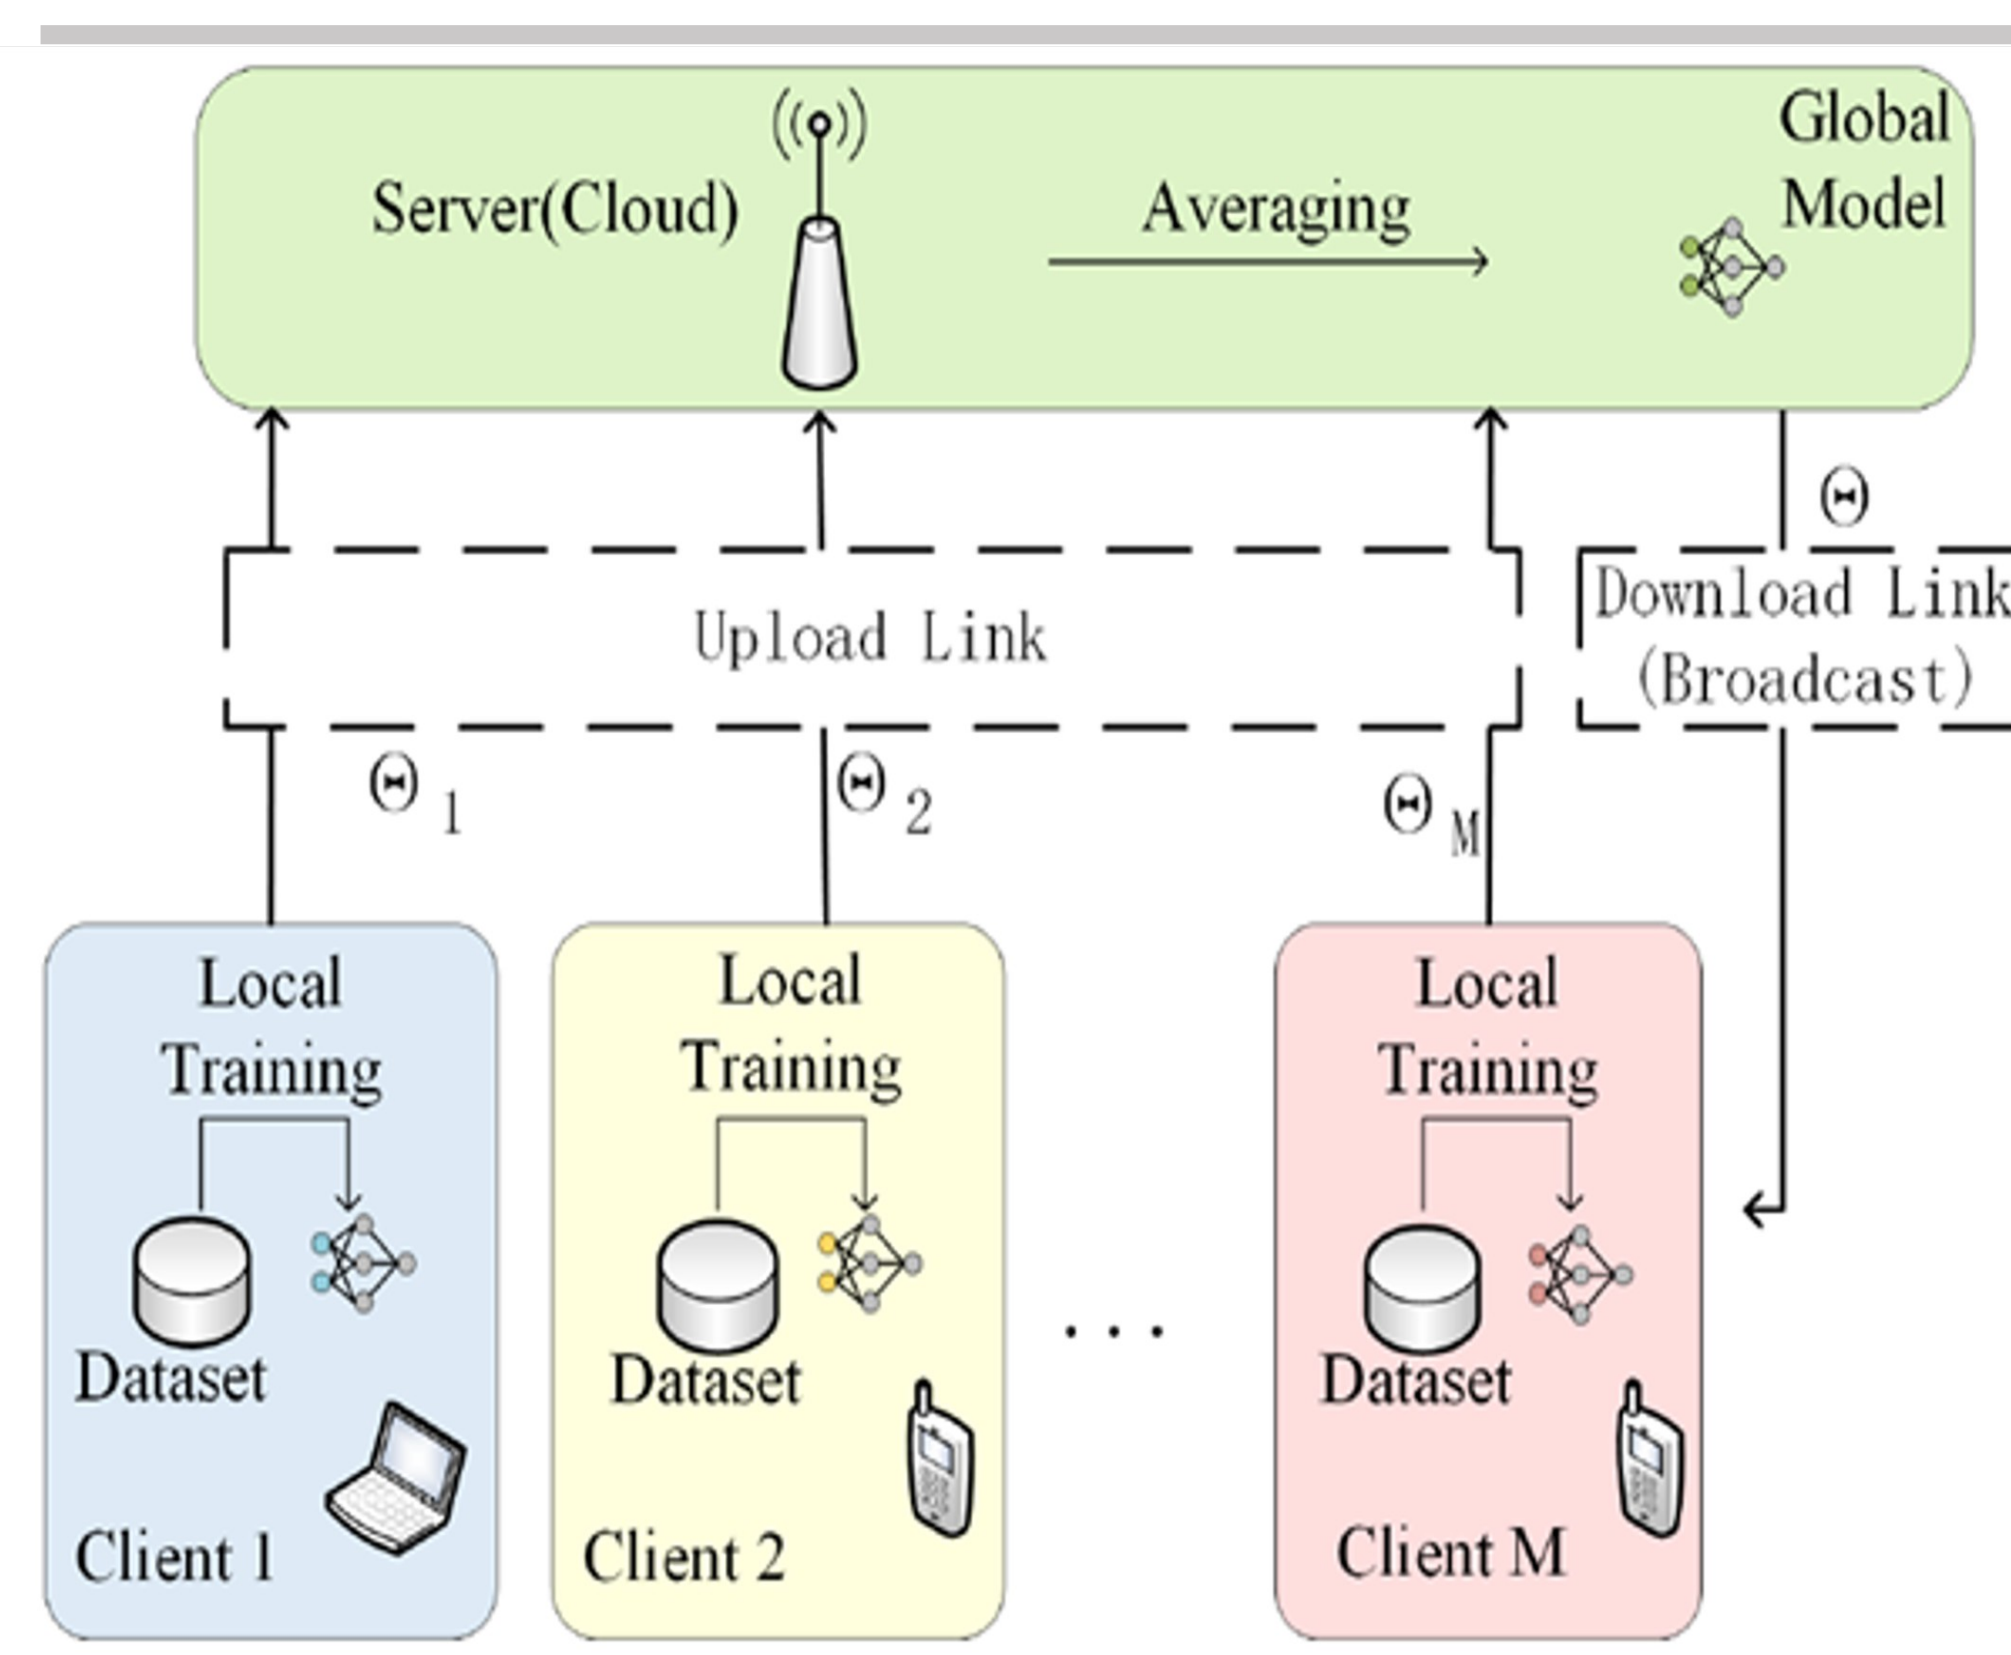 Global
Model
Server(Cloud)
Averaging
Θ
Upload Link
Download Link
(Broadcast)
Θ 1
Θ 2
Θ M
Local
Training
Dataset
Client 1
Local
Training
Dataset
Client 2
...
Local
Training
Dataset
Client M